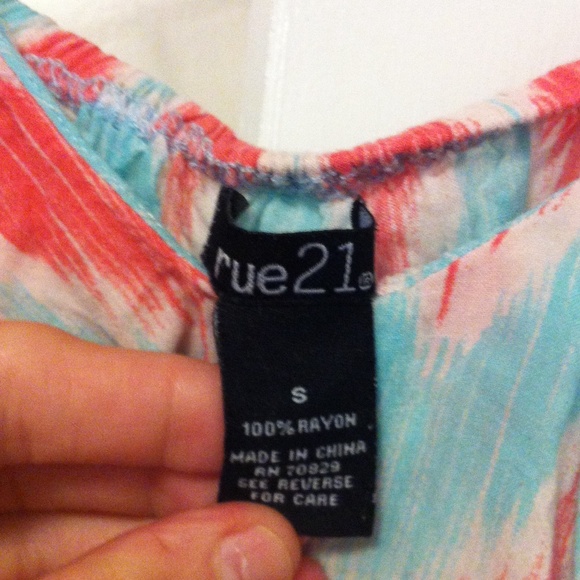 rue21®
S
100% RAYON
MADE IN CHINA
RN 70829
SEE REVERSE
FOR CARE